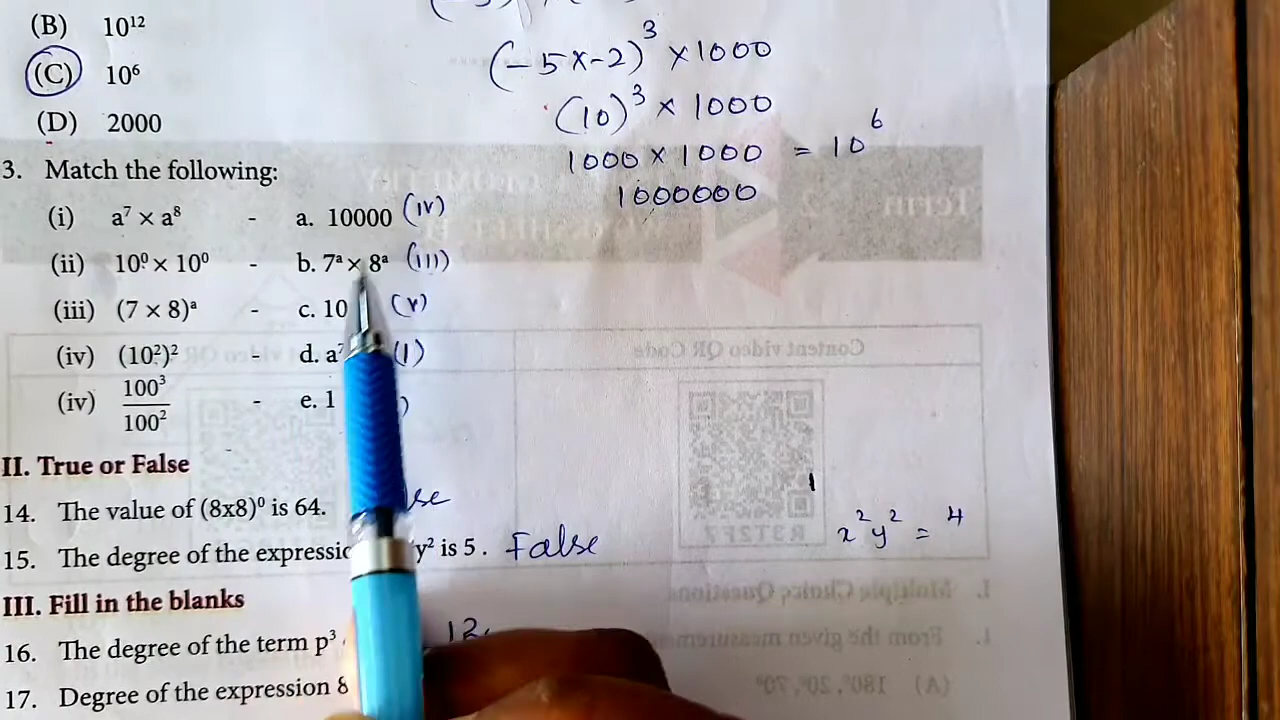 (B) 10¹²
(C) 10⁶
(D) 2000
(-5x-2)³ ×1000
(10)³ × 1000
1000 × 1000 = 10⁶
1000000
3. Match the following:
(i) a⁷ × a⁸ - a. 10000 (iv)
(ii) 10⁰ × 10⁰ - b. 7ᵃ × 8ᵃ (iii)
(iii) (7 × 8)ᵃ - c. 10 (v)
(iv) (10²)² - d. a⁷ (i)
(iv) 100³/100² - e. 1 )
II. True or False
14. The value of (8x8)⁰ is 64.
15. The degree of the y² is 5. False
x²y² = 4
III. Fill in the blanks
16. The degree of the term p³ 12
17. Degree of the expression 8